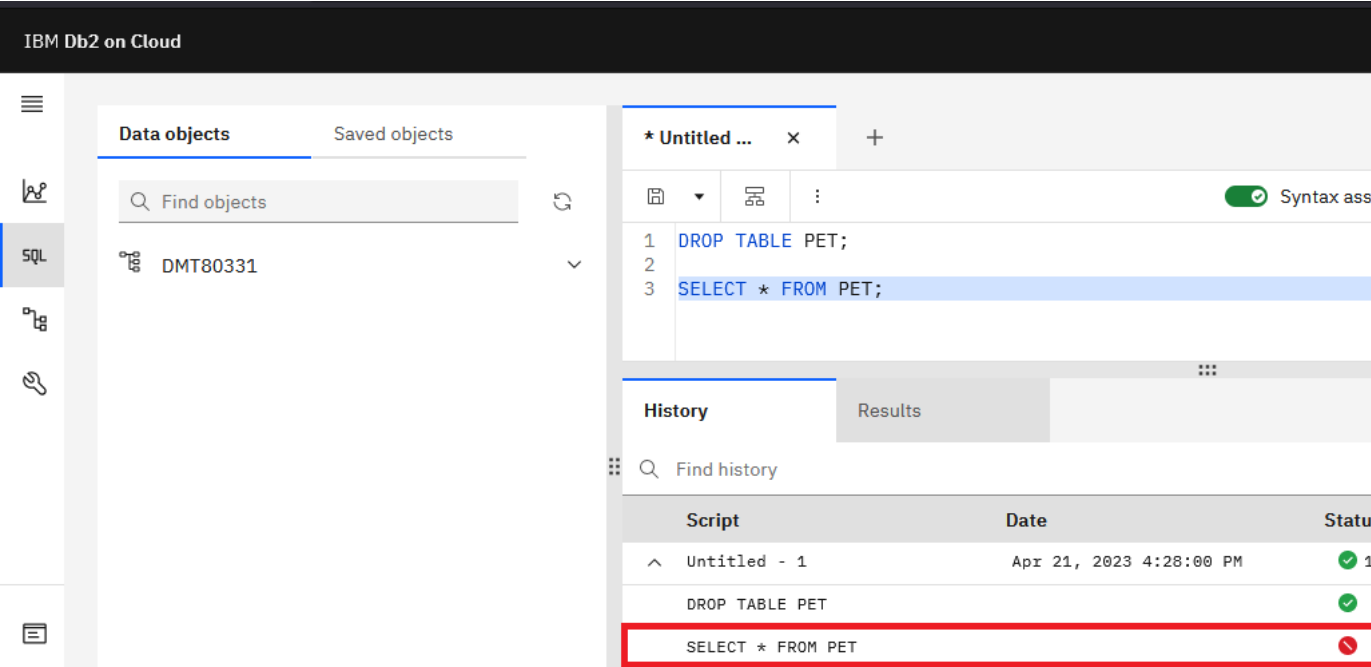 IBM Db2 on Cloud
Data objects
Saved objects
Find objects
DMT80331
SQL
* Untitled ...
Syntax ass
1 DROP TABLE PET;
2
3 SELECT * FROM PET;
History
Results
Find history
Script Date Statu
Untitled - 1 Apr 21, 2023 4:28:00 PM 1
DROP TABLE PET
SELECT * FROM PET